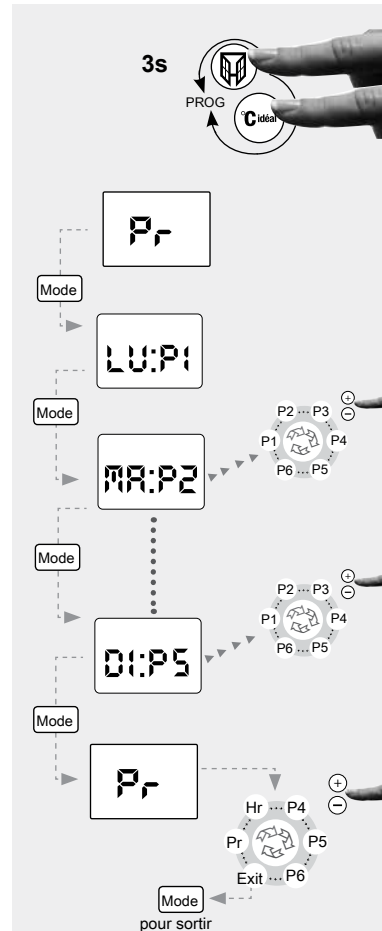 3s
PROG
°C idéal
Pr
Mode
LU:P1
Mode
P2 ... P3
+
-
P1
P4
P6 ... P5
MA:P2
Mode
P2 ... P3
+
-
P1
P4
P6 ... P5
DI:P5
Mode
Pr
Hr ... P4
+
-
Pr
P5
Exit ... P6
Mode
pour sortir